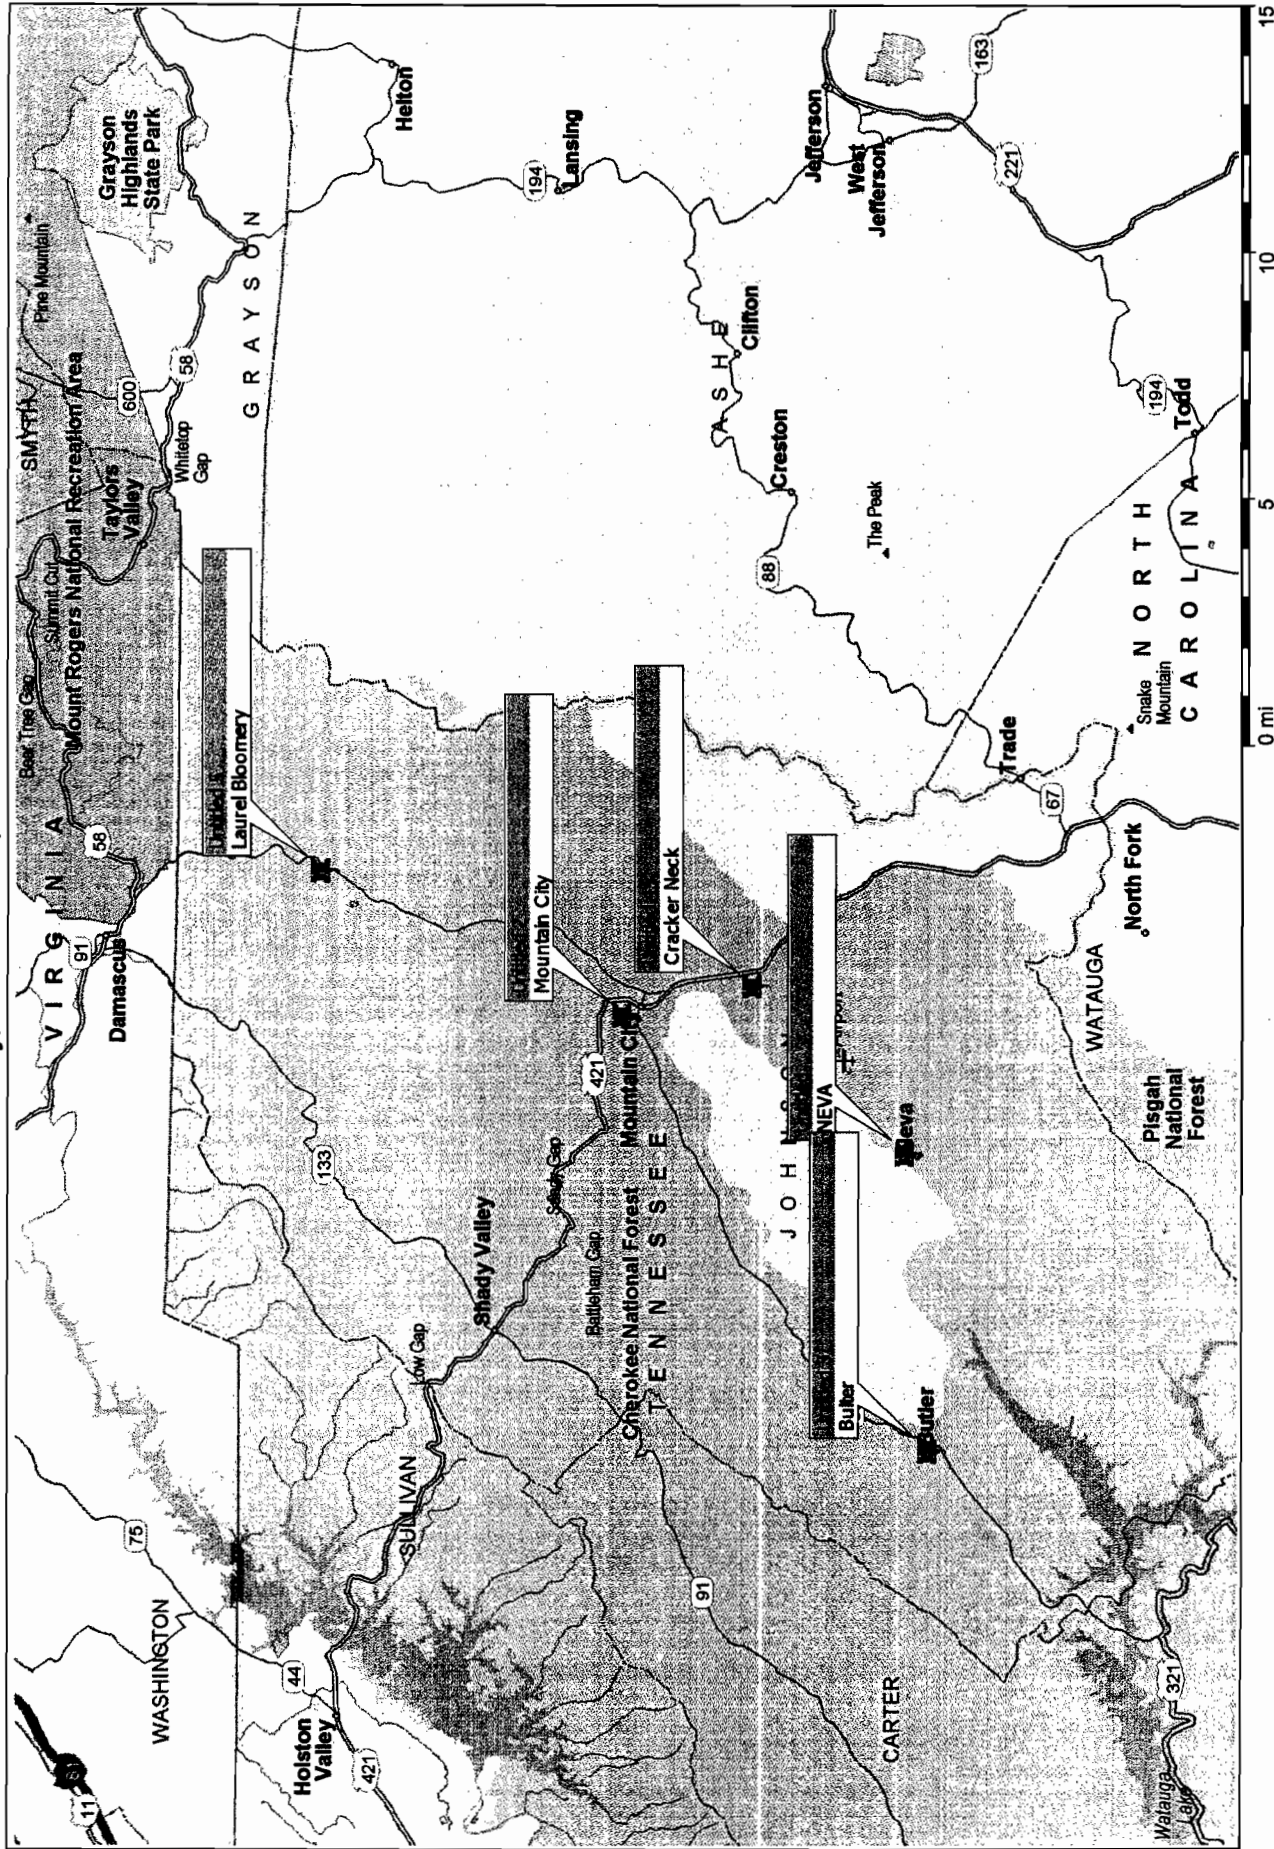 VIRGINIA
SMYTH
Mount Rogers National Recreation Area
Bear Tree Gap
Summit Cut
Pine Mountain
Grayson
Highlands
State Park
Taylors
Valley
Whitetop
Gap
600
58
58
91
Damascus
GRAYSON
Helton
Laurel Bloomery
11
75
WASHINGTON
44
Holston
Valley
421
SULLIVAN
Low Gap
133
Shady Valley
421
Battleham Gap
Cherokee National Forest
TENNESSEE
Mountain City
Mountain City
Cracker Neck
194
Lansing
ASHE
Clifton
Creston
88
The Peak
Jefferson
West
Jefferson
163
221
194
Todd
NEVA
Neva
Butler
Butler
91
CARTER
Trade
67
North Fork
Snake
Mountain
NORTH
CAROLINA
WATAUGA
Pisgah
National
Forest
321
Watauga
Lake
0 mi
5
10
15